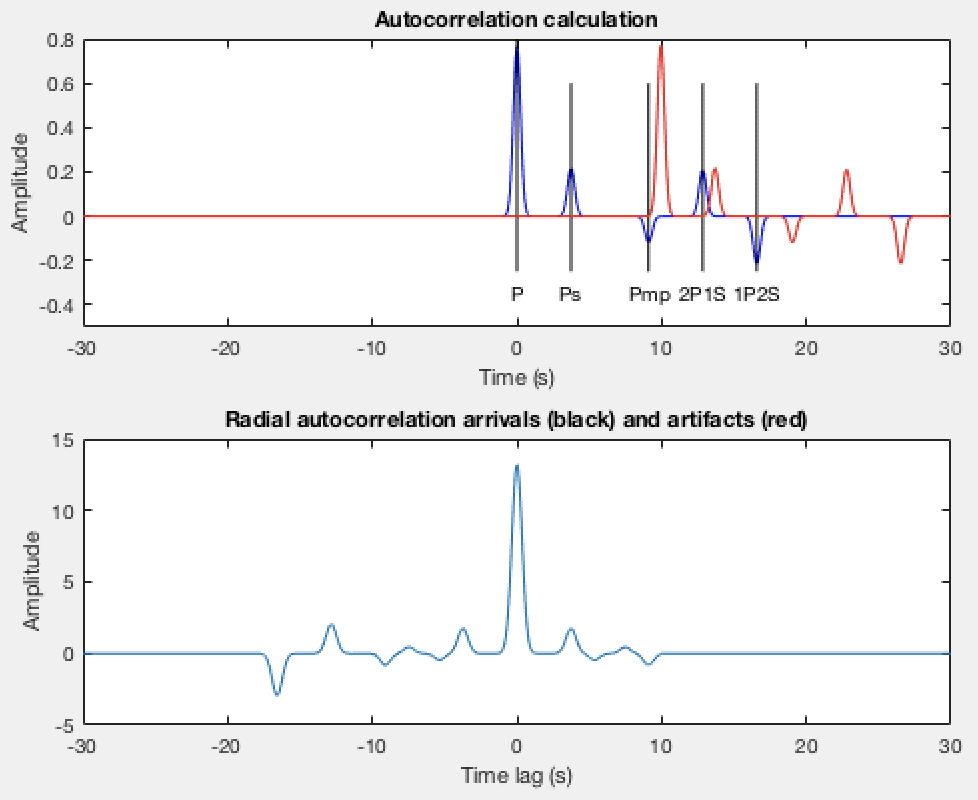 Autocorrelation calculation
0.8
0.6
0.4
0.2
0
-0.2
-0.4
Amplitude
P Ps Pmp 2P1S 1P2S
-30 -20 -10 0 10 20 30
Time (s)
Radial autocorrelation arrivals (black) and artifacts (red)
15
10
5
0
-5
Amplitude
-30 -20 -10 0 10 20 30
Time lag (s)